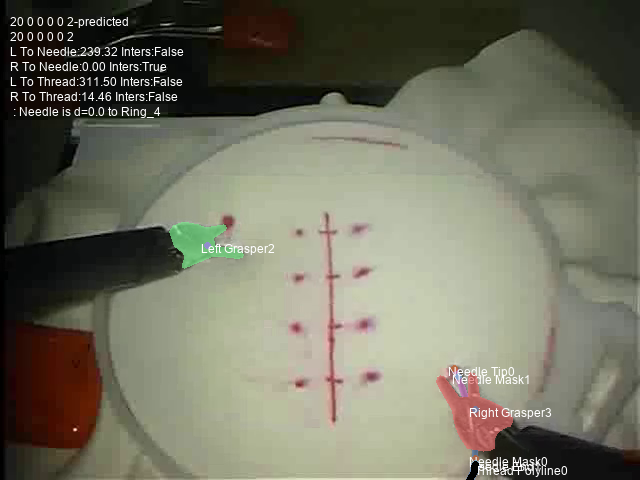 20 0 0 0 0 2-predicted
20 0 0 0 0 2
L To Needle:239.32 Inters:False
R To Needle:0.00 Inters:True
L To Thread:311.50 Inters:False
R To Thread:14.46 Inters:False
: Needle is d=0.0 to Ring_4
Left Grasper2
Needle Tip0
Needle Mask1
Right Grasper3
Needle Mask0
Thread Polyline0